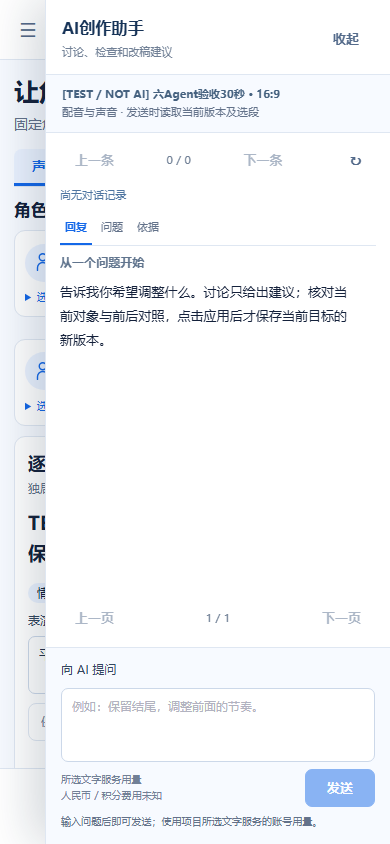 ☰
AI创作助手
收起
讨论、检查和改稿建议
让
固定
[TEST / NOT AI] 六Agent验收30秒 • 16:9
配音与声音 · 发送时读取当前版本及选段
声
上一条
0 / 0
下一条
↻
尚无对话记录
角色
回复
问题
依据
从一个问题开始
告诉我你希望调整什么。讨论只给出建议；核对当
前对象与前后对照，点击应用后才保存当前目标的
新版本。
逐
独
保
情
上一页
1 / 1
下一页
向 AI 提问
例如：保留结尾，调整前面的节奏。
所选文字服务用量
人民币 / 积分费用未知
发送
输入问题后即可发送；使用项目所选文字服务的账号用量。